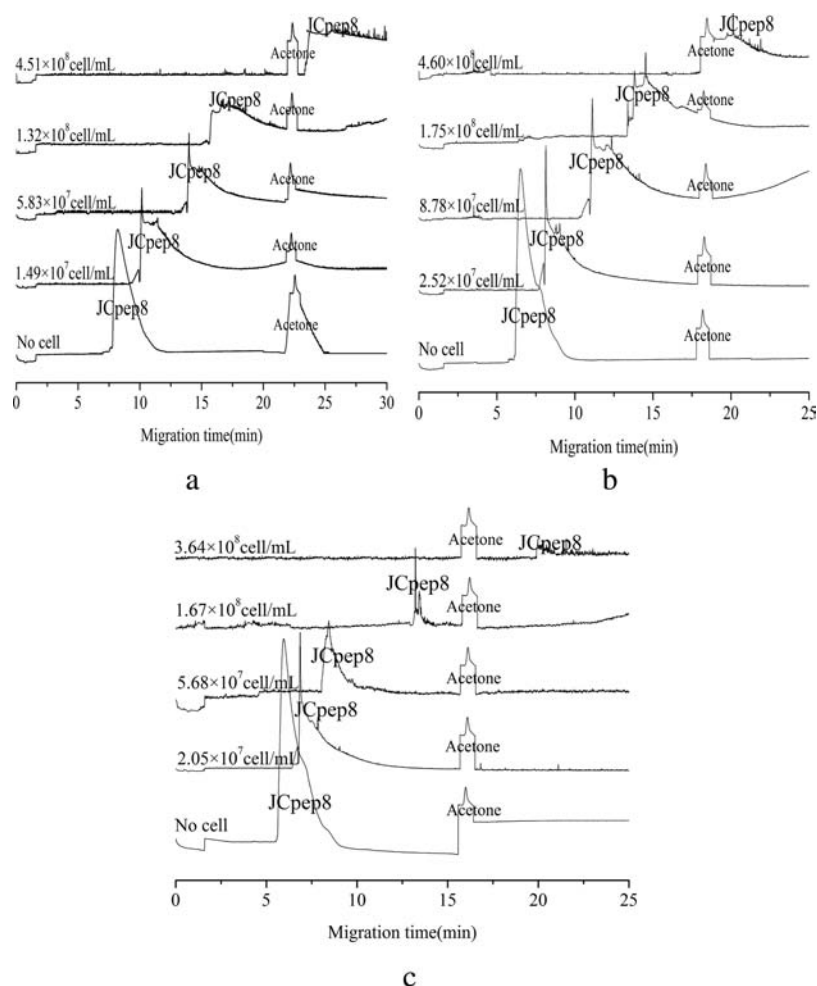 JCpep8
4.51×10⁸cell/mL
Acetone
JCpep8
1.32×10⁸cell/mL
Acetone
5.83×10⁷cell/mL
JCpep8
Acetone
1.49×10⁷cell/mL
JCpep8
Acetone
JCpep8
Acetone
No cell
0 5 10 15 20 25 30
Migration time(min)
a
JCpep8
4.60×10⁸cell/mL
Acetone
JCpep8
1.75×10⁸cell/mL
Acetone
8.78×10⁷cell/mL
JCpep8
Acetone
2.52×10⁷cell/mL
JCpep8
Acetone
JCpep8
No cell
Acetone
0 5 10 15 20 25
Migration time(min)
b
3.64×10⁸cell/mL
Acetone
JCpep8
1.67×10⁸cell/mL
JCpep8
Acetone
5.68×10⁷cell/mL
JCpep8
Acetone
2.05×10⁷cell/mL
JCpep8
Acetone
No cell
JCpep8
Acetone
0 5 10 15 20 25
Migration time(min)
c